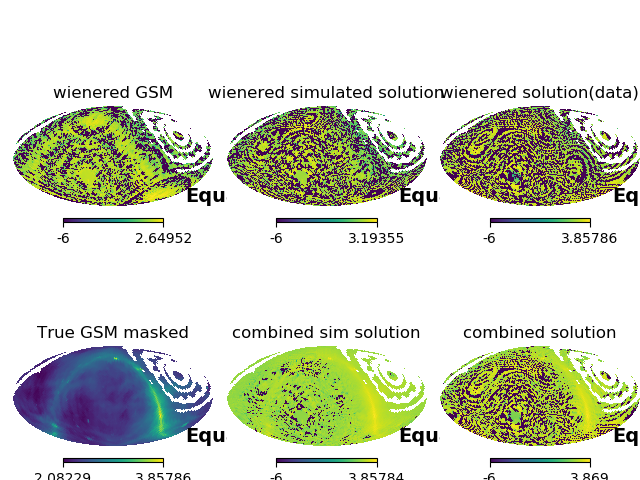 wienered GSM
wienered simulated solution
wienered solution(data)
Equ
Equ
Eq
-6 2.64952
-6 3.19355
-6 3.85786
True GSM masked
combined sim solution
combined solution
Equ
Equ
Eq
2.08229 3.85786
-6 3.85784
-6 3.869